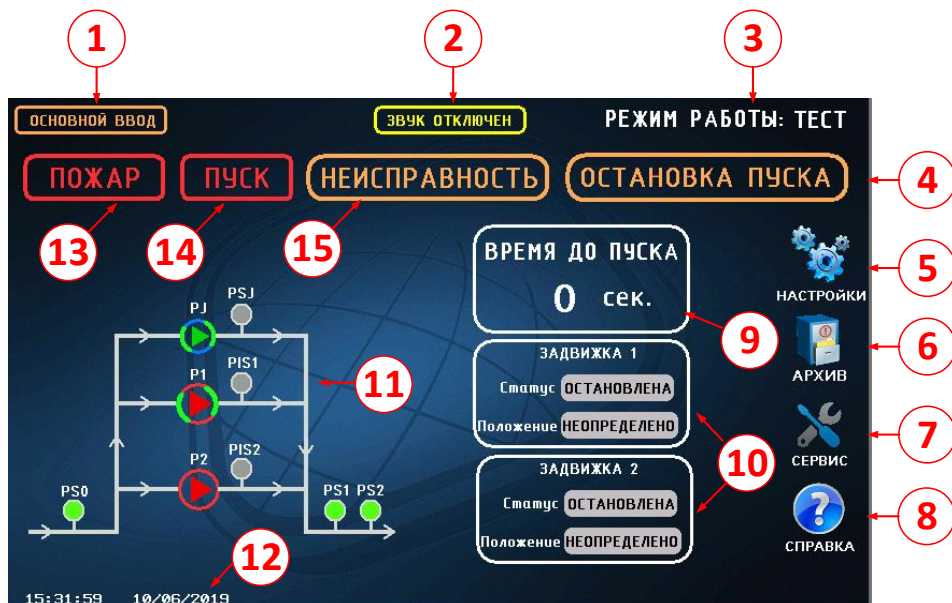 1 2 3
ОСНОВНОЙ ВВОД ЗВУК ОТКЛЮЧЕН РЕЖИМ РАБОТЫ: ТЕСТ
ПОЖАР ПУСК НЕИСПРАВНОСТЬ ОСТАНОВКА ПУСКА 4
13 14 15
ВРЕМЯ ДО ПУСКА
0 сек.
НАСТРОЙКИ 5
PJ PSJ
9
ЗАДВИЖКА 1
Статус ОСТАНОВЛЕНА
Положение НЕОПРЕДЕЛЕНО
АРХИВ 6
P1 PIS1 11
10
СЕРВИС 7
P2 PIS2
ЗАДВИЖКА 2
Статус ОСТАНОВЛЕНА
Положение НЕОПРЕДЕЛЕНО
PS0 PS1 PS2
СПРАВКА 8
12
15:31:59 10/06/2019